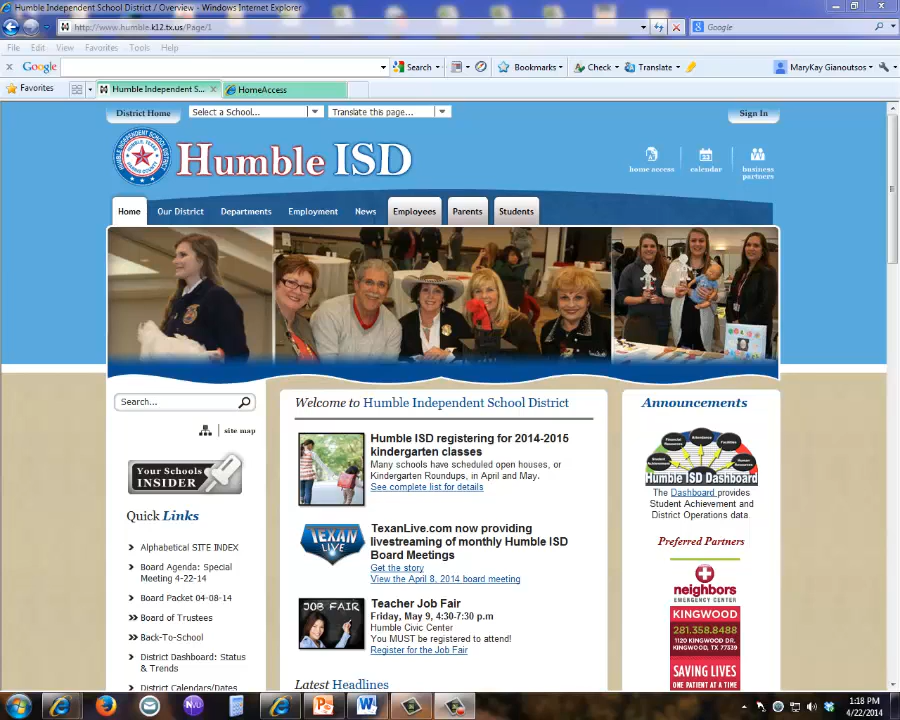 Humble Independent School District / Overview - Windows Internet Explorer
http://www.humble.k12.tx.us/Page/1
Google
File Edit View Favorites Tools Help
Google Search Bookmarks Check Translate MaryKay Gianoutsos
Favorites Humble Independent S... HomeAccess
District Home Select a School... Translate this page... Sign In
Humble ISD
home access calendar business partners
Home Our District Departments Employment News Employees Parents Students
Search...
site map
Your Schools
INSIDER
Quick Links
Alphabetical SITE INDEX
Board Agenda: Special
Meeting 4-22-14
Board Packet 04-08-14
Board of Trustees
Back-To-School
District Dashboard: Status
& Trends
District Calendars/Dates
Welcome to Humble Independent School District
Humble ISD registering for 2014-2015
kindergarten classes
Many schools have scheduled open houses, or
Kindergarten Roundups, in April and May.
See complete list for details
TEXAN
LIVE
TexanLive.com now providing
livestreaming of monthly Humble ISD
Board Meetings
Get the story
View the April 8, 2014 board meeting
JOB FAIR
Teacher Job Fair
Friday, May 9, 4:30-7:30 p.m
Humble Civic Center
You MUST be registered to attend!
Register for the Job Fair
Latest Headlines
Announcements
Financial Resources
Attendance
Facilities
Student Achievement
Human Resources
Humble ISD Dashboard
The Dashboard provides
Student Achievement and
District Operations data.
Preferred Partners
neighbors
EMERGENCY CENTER
KINGWOOD
281.358.8488
1120 KINGWOOD DR.
KINGWOOD, TX 77339
SAVING LIVES
ONE PATIENT AT A TIME
1:18 PM
4/22/2014